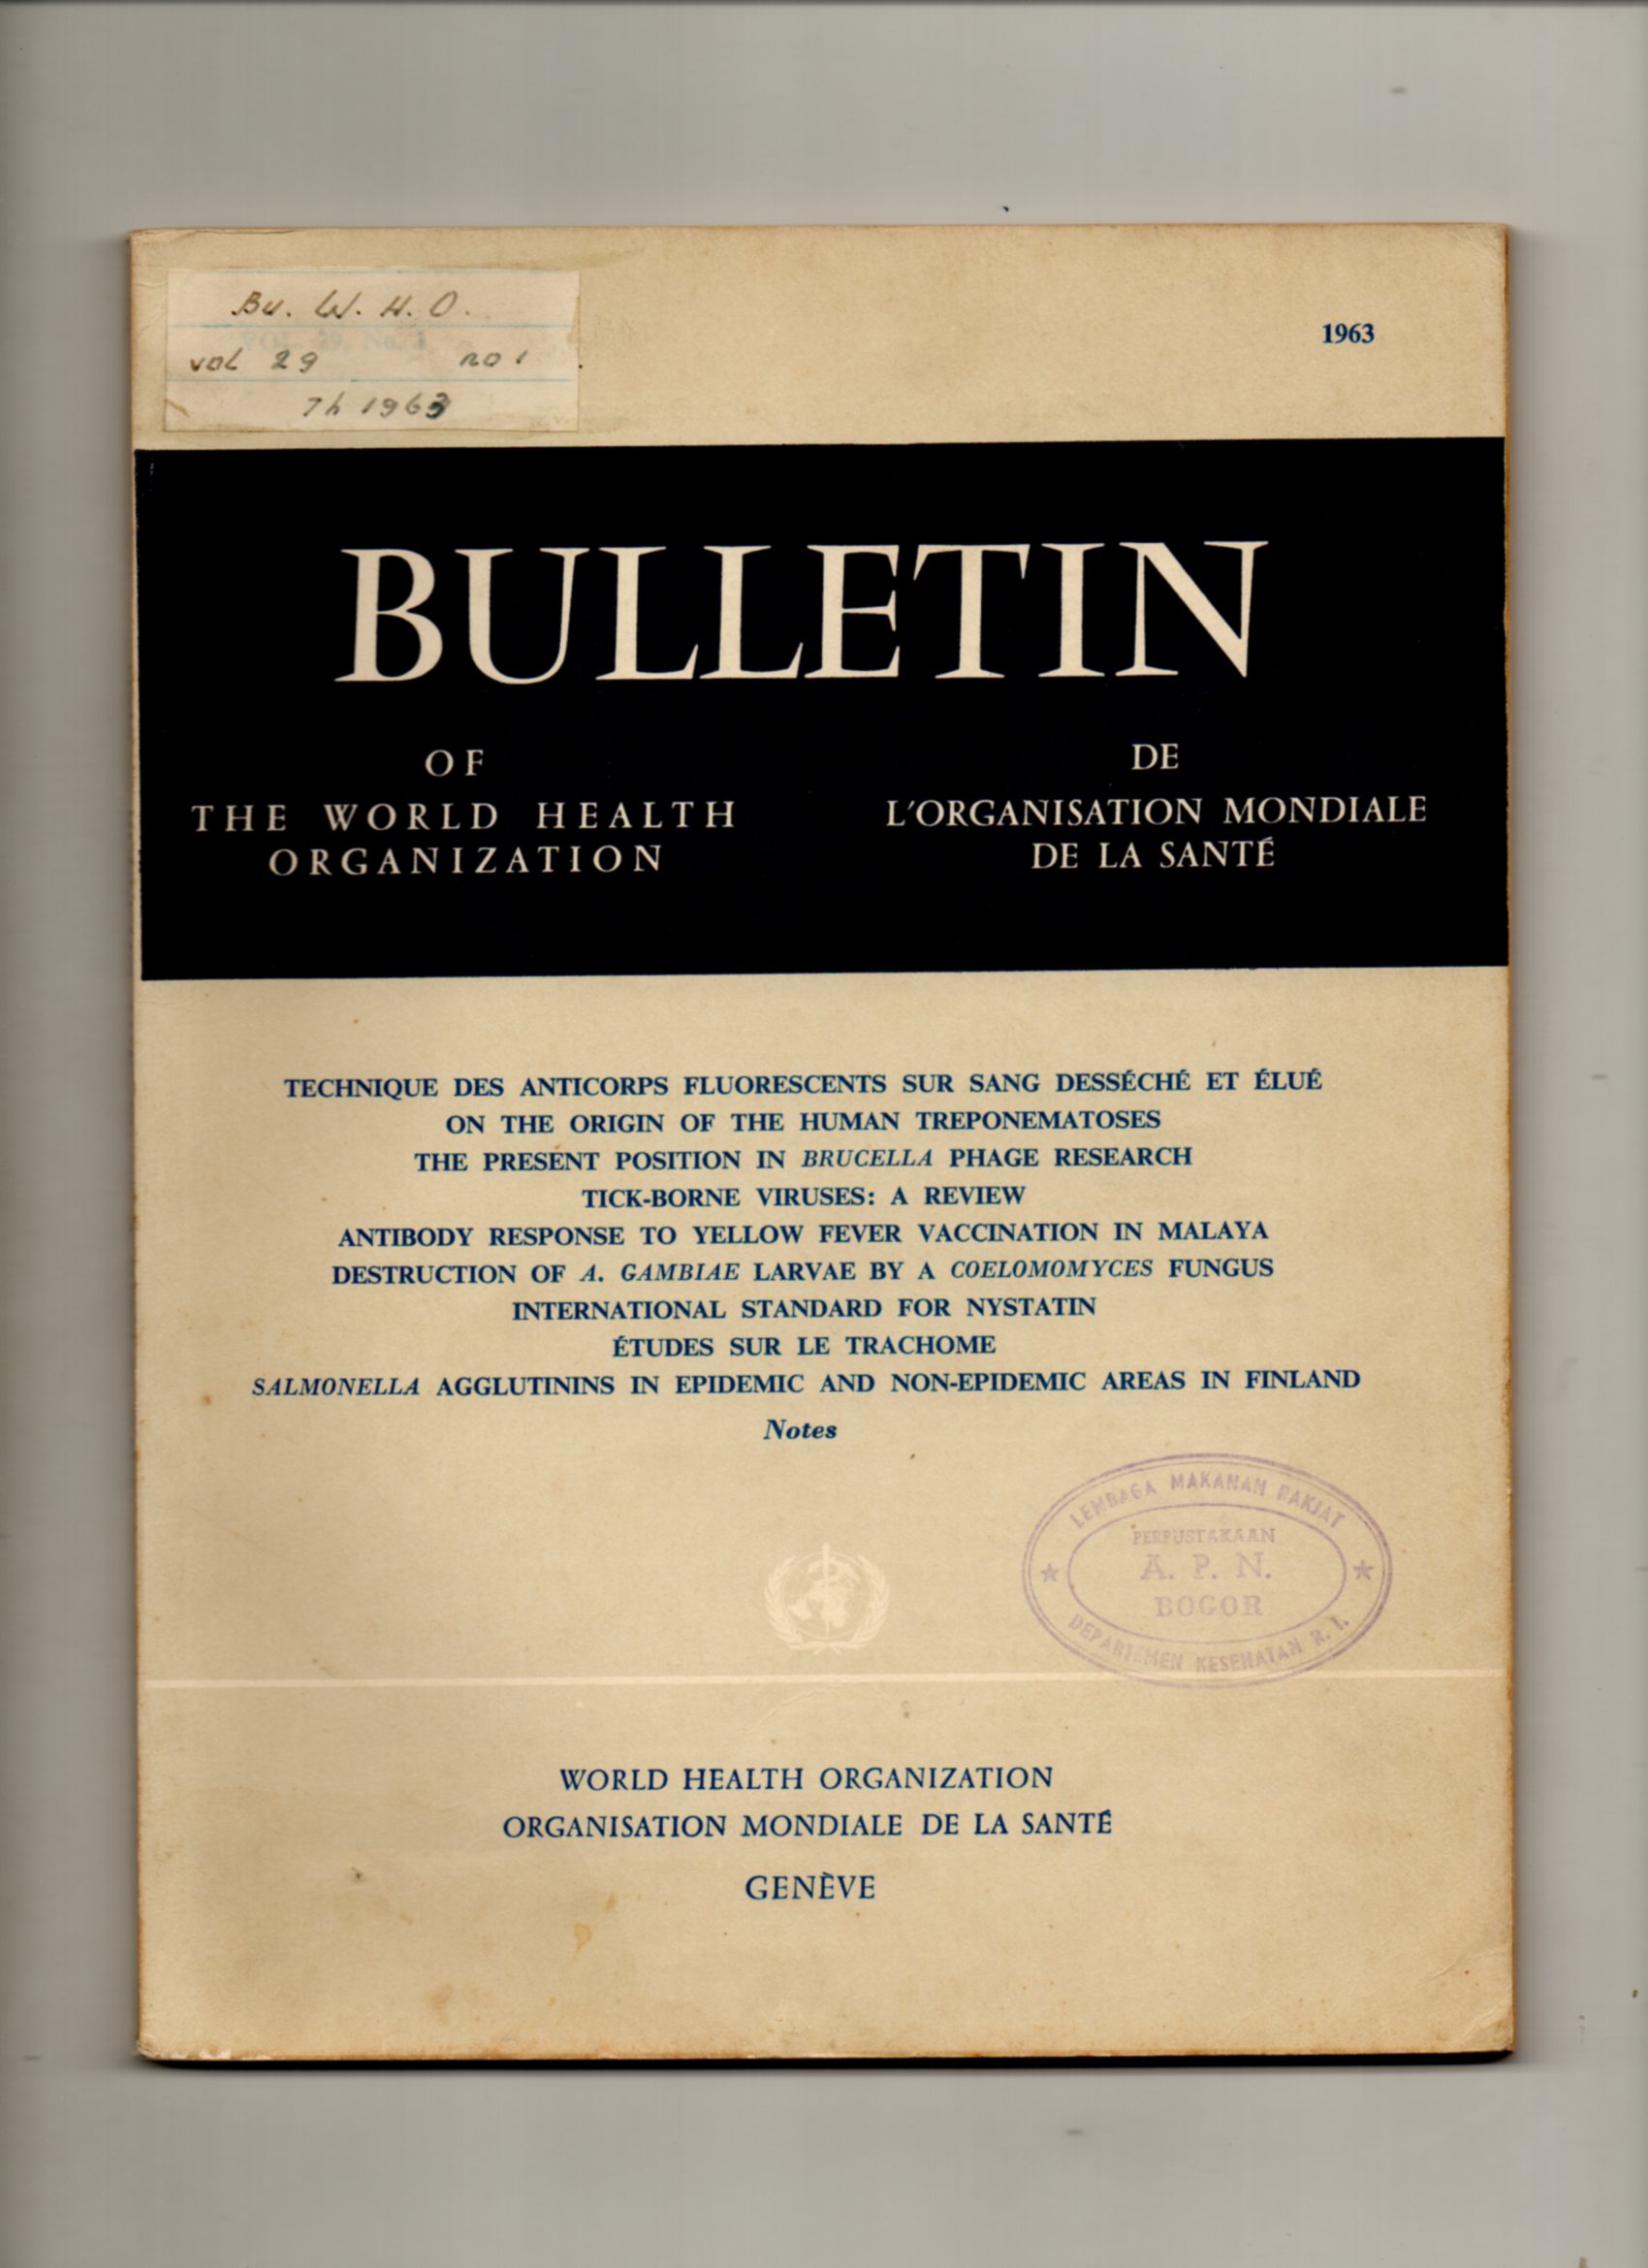 Bu. W. H. O.
VOL. 29, No. 1
vol 29 no 1
Th 1963
1963
BULLETIN
OF
THE WORLD HEALTH
ORGANIZATION
DE
L'ORGANISATION MONDIALE
DE LA SANTÉ
TECHNIQUE DES ANTICORPS FLUORESCENTS SUR SANG DESSÉCHÉ ET ÉLUÉ
ON THE ORIGIN OF THE HUMAN TREPONEMATOSES
THE PRESENT POSITION IN BRUCELLA PHAGE RESEARCH
TICK-BORNE VIRUSES: A REVIEW
ANTIBODY RESPONSE TO YELLOW FEVER VACCINATION IN MALAYA
DESTRUCTION OF A. GAMBIAE LARVAE BY A COELOMOMYCES FUNGUS
INTERNATIONAL STANDARD FOR NYSTATIN
ÉTUDES SUR LE TRACHOME
SALMONELLA AGGLUTININS IN EPIDEMIC AND NON-EPIDEMIC AREAS IN FINLAND
Notes
LEMBAGA MAKANAN RAKJAT
PERPUSTAKAAN
A. P. N.
BOGOR
DEPARTEMEN KESEHATAN R. I.
WORLD HEALTH ORGANIZATION
ORGANISATION MONDIALE DE LA SANTÉ
GENÈVE